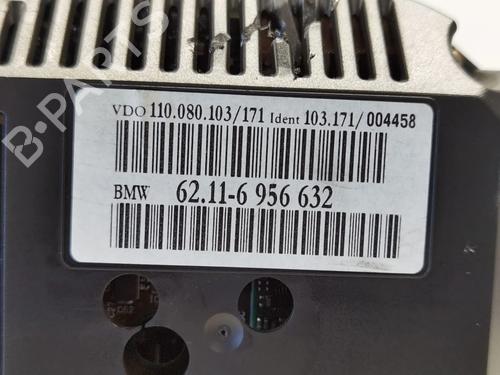 B-PARTS
VDO 110.080.103/171 Ident 103.171/004458
BMW 62.11-6 956 632